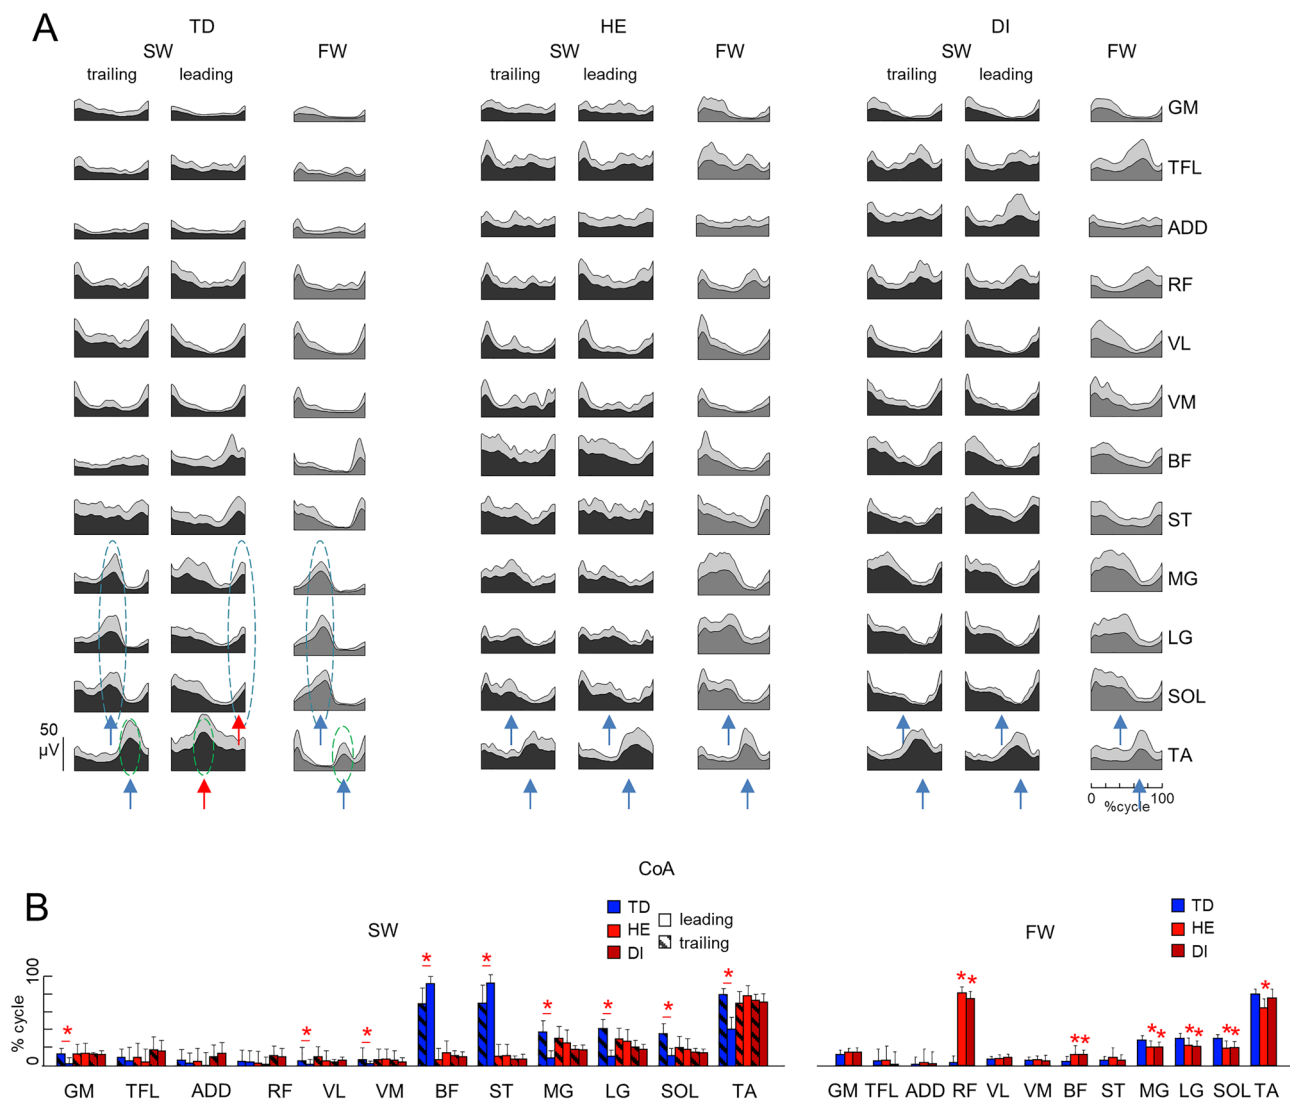 A
TD HE DI
SW FW SW FW SW FW
trailing leading trailing leading trailing leading
GM
TFL
ADD
RF
VL
VM
BF
ST
MG
LG
SOL
50
µV
TA
0 100
%cycle
CoA
B
TD
HE
DI
leading
trailing
TD
HE
DI
SW FW
* * * * * * * * *
* * * * * * * * * * *
100
0
% cycle
GM TFL ADD RF VL VM BF ST MG LG SOL TA
GM TFL ADD RF VL VM BF ST MG LG SOL TA